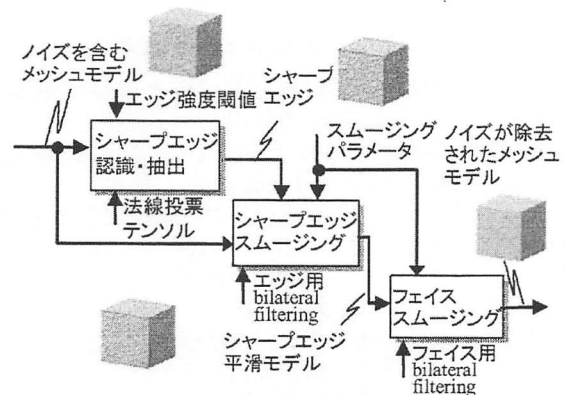 ノイズを含む
メッシュモデル
エッジ強度閾値
シャープ
エッジ
シャープエッジ
認識・抽出
法線投票
テンソル
スムージング
パラメータ
ノイズが除去
されたメッシュ
モデル
シャープエッジ
スムージング
エッジ用
bilateral
filtering
シャープエッジ
平滑モデル
フェイス
スムージング
フェイス用
bilateral
filtering